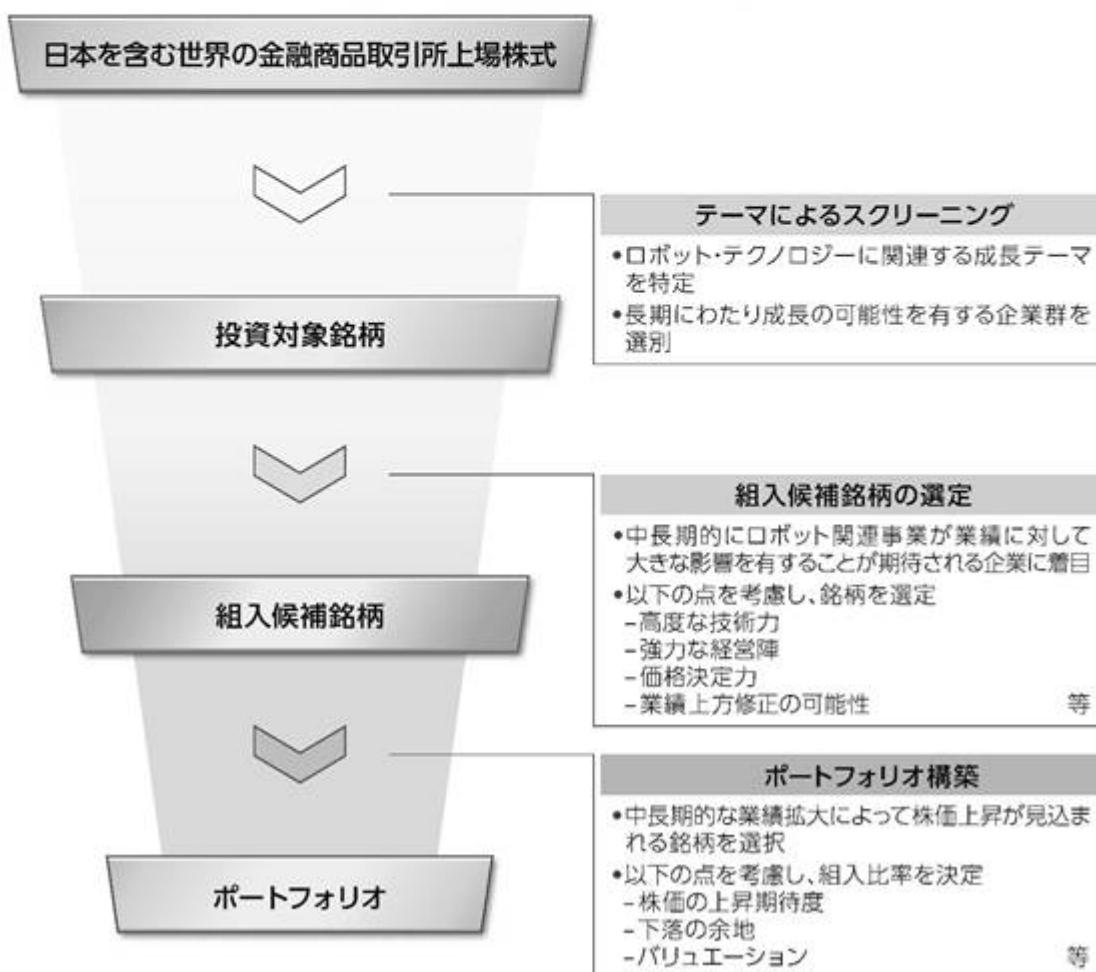 日本を含む世界の金融商品取引所上場株式
テーマによるスクリーニング
•ロボット・テクノロジーに関連する成長テーマ
を特定
•長期にわたり成長の可能性を有する企業群を
選別
投資対象銘柄
組入候補銘柄の選定
•中長期的にロボット関連事業が業績に対して
大きな影響を有することが期待される企業に着目
•以下の点を考慮し、銘柄を選定
–高度な技術力
–強力な経営陣
–価格決定力
–業績上方修正の可能性 等
組入候補銘柄
ポートフォリオ構築
•中長期的な業績拡大によって株価上昇が見込ま
れる銘柄を選択
•以下の点を考慮し、組入比率を決定
–株価の上昇期待度
–下落の余地
–バリュエーション 等
ポートフォリオ